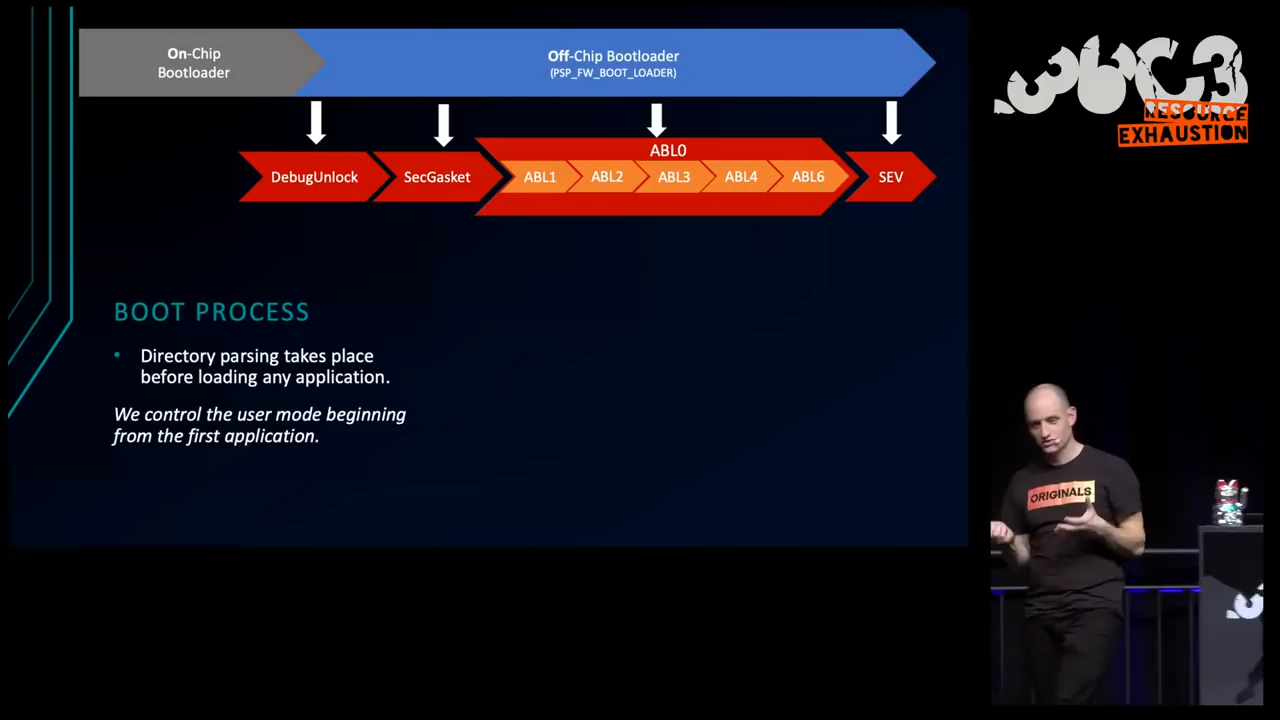 On-Chip
Bootloader
Off-Chip Bootloader
(PSP_FW_BOOT_LOADER)
36C3
RESOURCE
EXHAUSTION
ABL0
DebugUnlock
SecGasket
ABL1
ABL2
ABL3
ABL4
ABL6
SEV
BOOT PROCESS
• Directory parsing takes place
before loading any application.
We control the user mode beginning
from the first application.
ORIGINALS